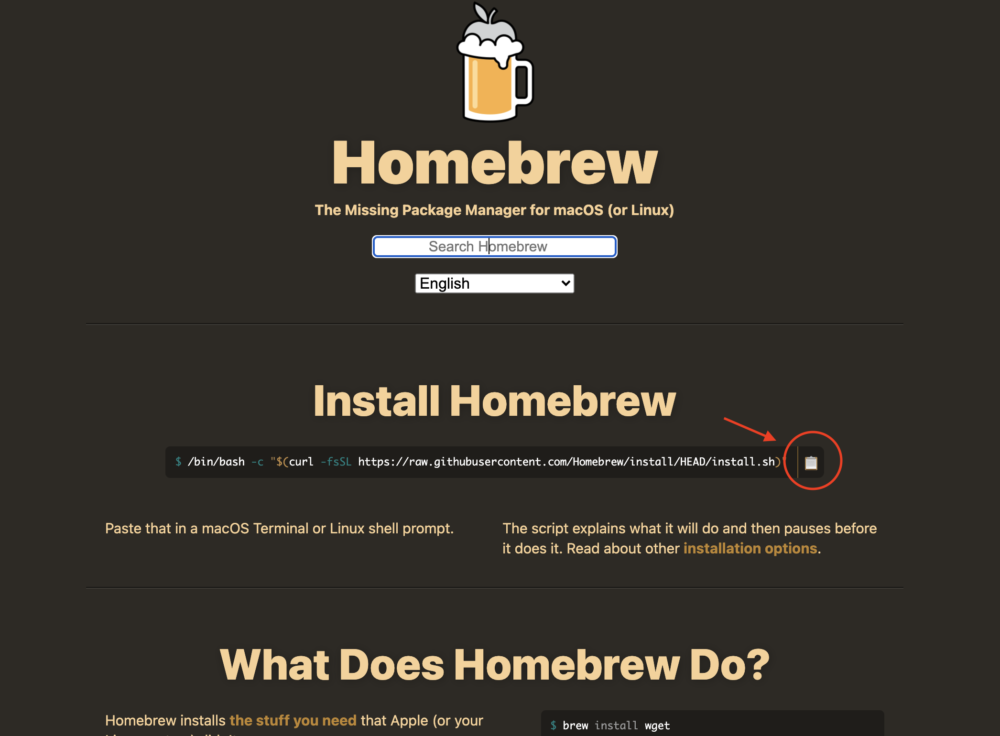 Homebrew
The Missing Package Manager for macOS (or Linux)
Search Homebrew
English
Install Homebrew
$ /bin/bash -c "$(curl -fsSL https://raw.githubusercontent.com/Homebrew/install/HEAD/install.sh)"
Paste that in a macOS Terminal or Linux shell prompt.
The script explains what it will do and then pauses before
it does it. Read about other installation options.
What Does Homebrew Do?
Homebrew installs the stuff you need that Apple (or your
$ brew install wget